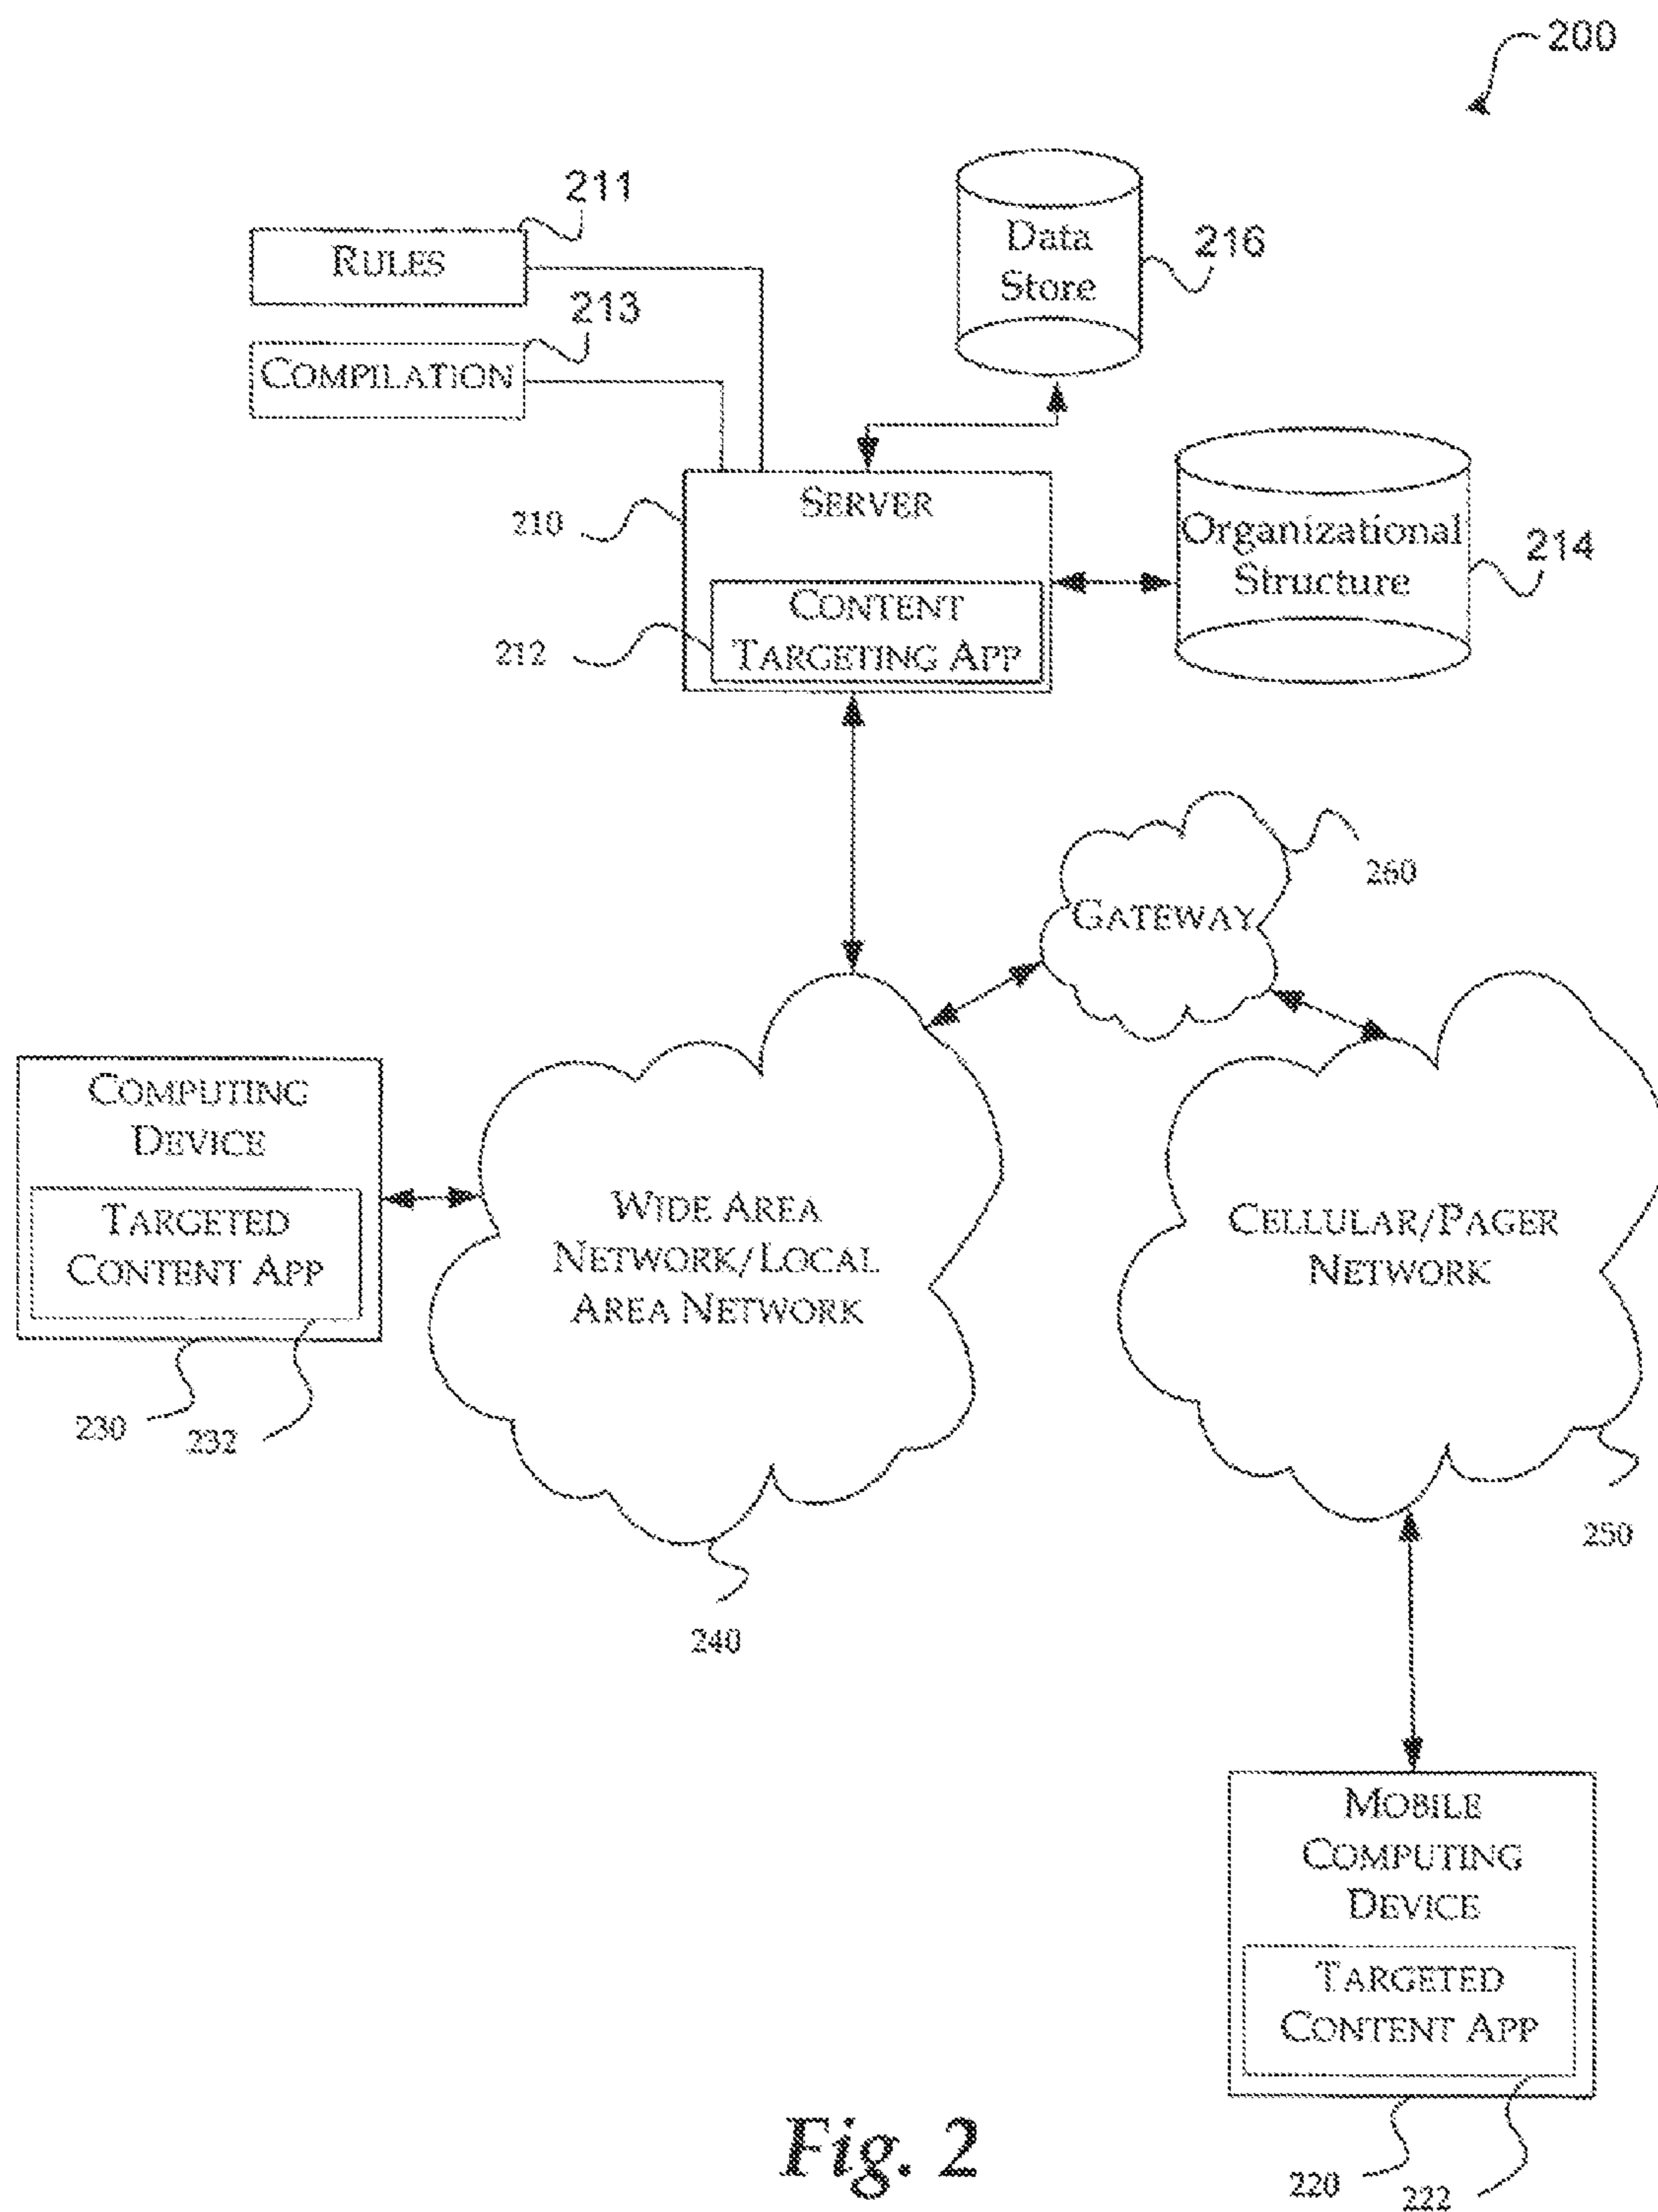 200
211
RULES
213
COMPILATION
Data
Store
216
210
SERVER
212
CONTENT
TARGETING APP
Organizational
Structure
214
GATEWAY
260
COMPUTING
DEVICE
TARGETED
CONTENT APP
230
232
WIDE AREA
NETWORK/LOCAL
AREA NETWORK
240
CELLULAR/PAGER
NETWORK
250
MOBILE
COMPUTING
DEVICE
TARGETED
CONTENT APP
220
222
Fig. 2